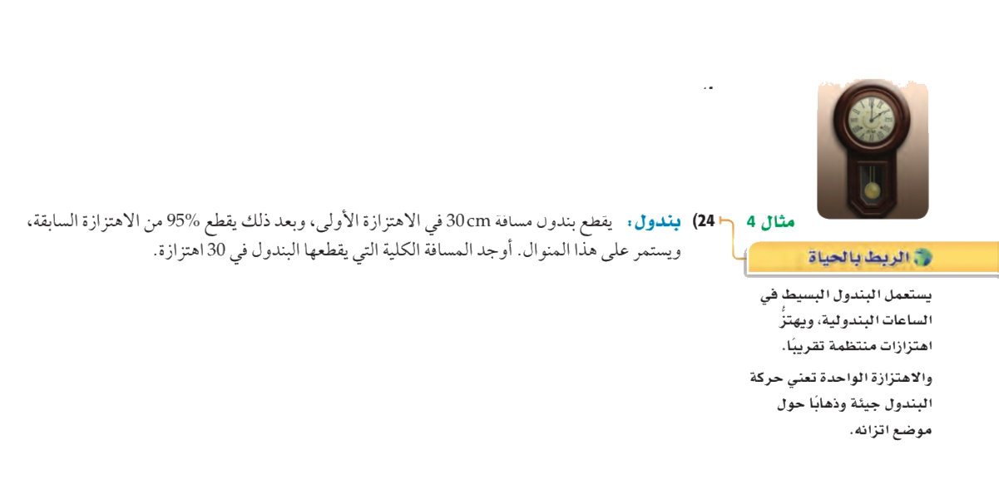 مثال 4
24) بندول: يقطع بندول مسافة 30 cm في الاهتزازة الأولى، وبعد ذلك يقطع 95% من الاهتزازة السابقة،
ويستمر على هذا المنوال. أوجد المسافة الكلية التي يقطعها البندول في 30 اهتزازة.
الربط بالحياة
يستعمل البندول البسيط في
الساعات البندولية، ويهتزُّ
اهتزازات منتظمة تقريبًا.
والاهتزازة الواحدة تعني حركة
البندول جيئة وذهابًا حول
موضع اتزانه.